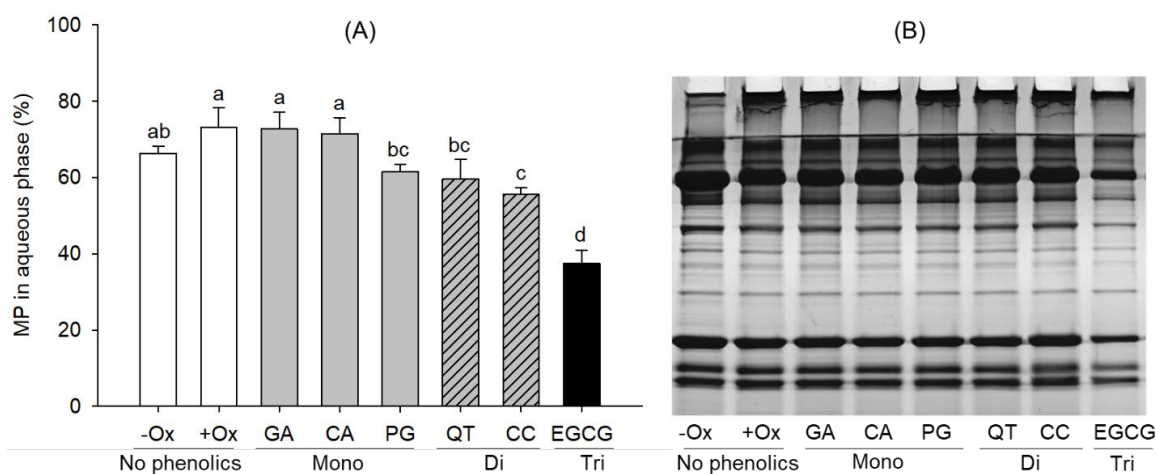 (A)
MP in aqueous phase (%)
100
80
60
40
20
0
ab
a
a
a
bc
bc
c
d
-Ox +Ox GA CA PG QT CC EGCG
No phenolics Mono Di Tri
(B)
-Ox +Ox GA CA PG QT CC EGCG
No phenolics Mono Di Tri